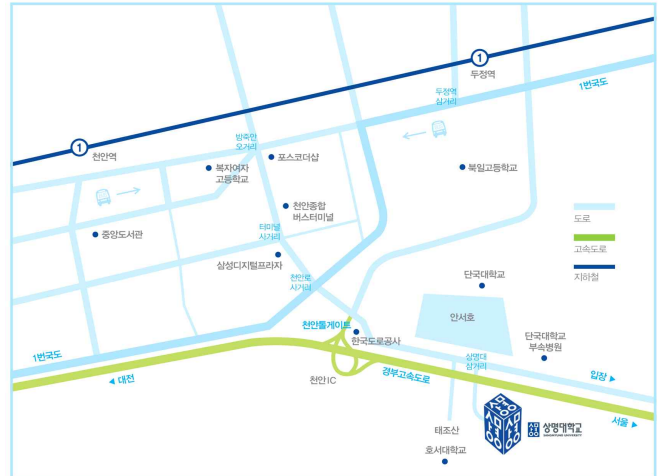 1
두정역
1번국도
두정역
삼거리
1
천안역
방축안
오거리
복자여자
고등학교
포스코더샵
북일고등학교
천안종합
버스터미널
중앙도서관
터미널
사거리
삼성디지털프라자
천안로
사거리
도로
고속도로
지하철
단국대학교
안서호
천안톨게이트
한국도로공사
단국대학교
부속병원
상명대
삼거리
1번국도
◀ 대전
천안 IC
경부고속도로
입장 ▶
서울 ▶
태조산
호서대학교
상명대학교
SANGMYUNG UNIVERSITY